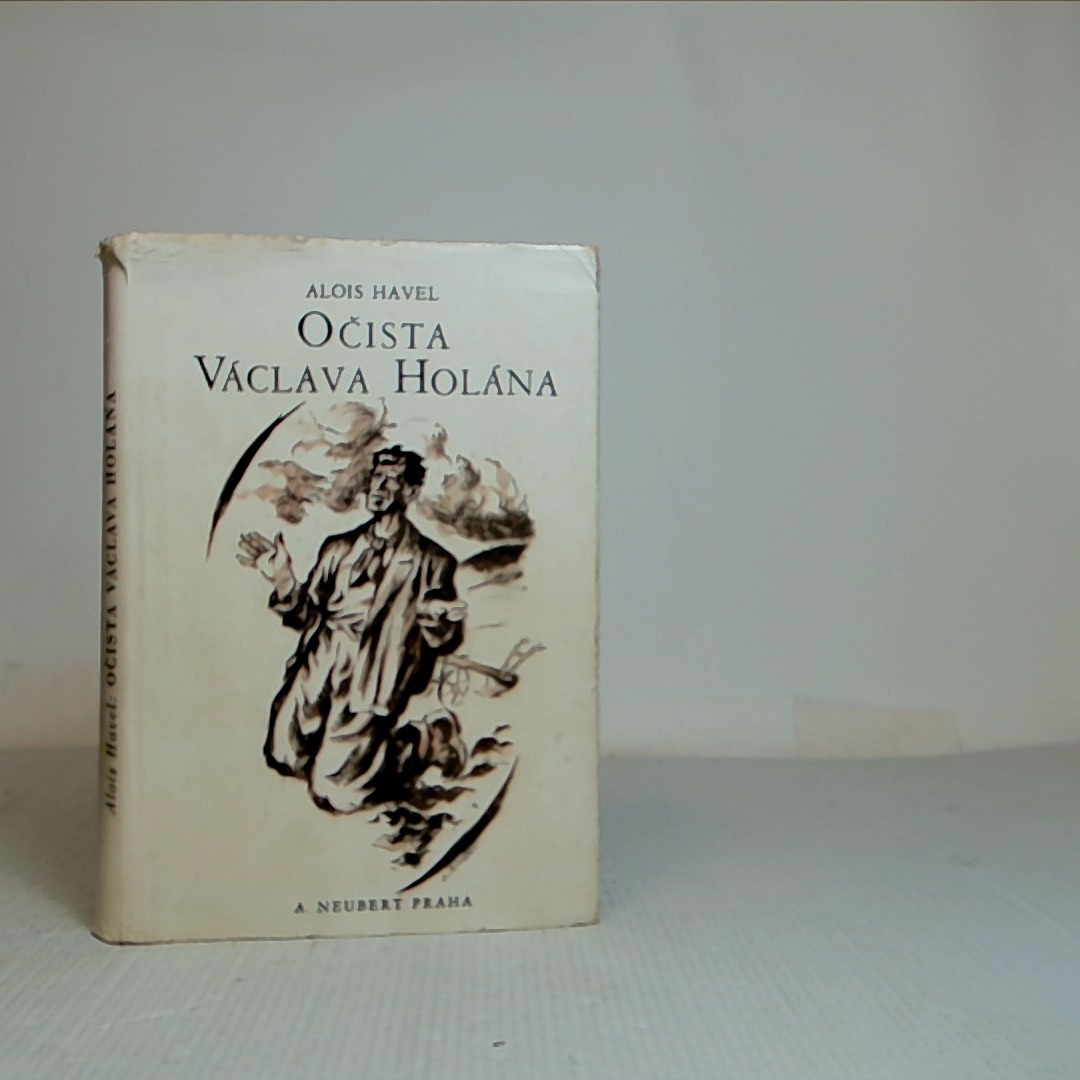 ALOIS HAVEL
OČISTA
VÁCLAVA HOLÁNA
A. NEUBERT PRAHA
Alois Havel: OČISTA VÁCLAVA HOLÁNA